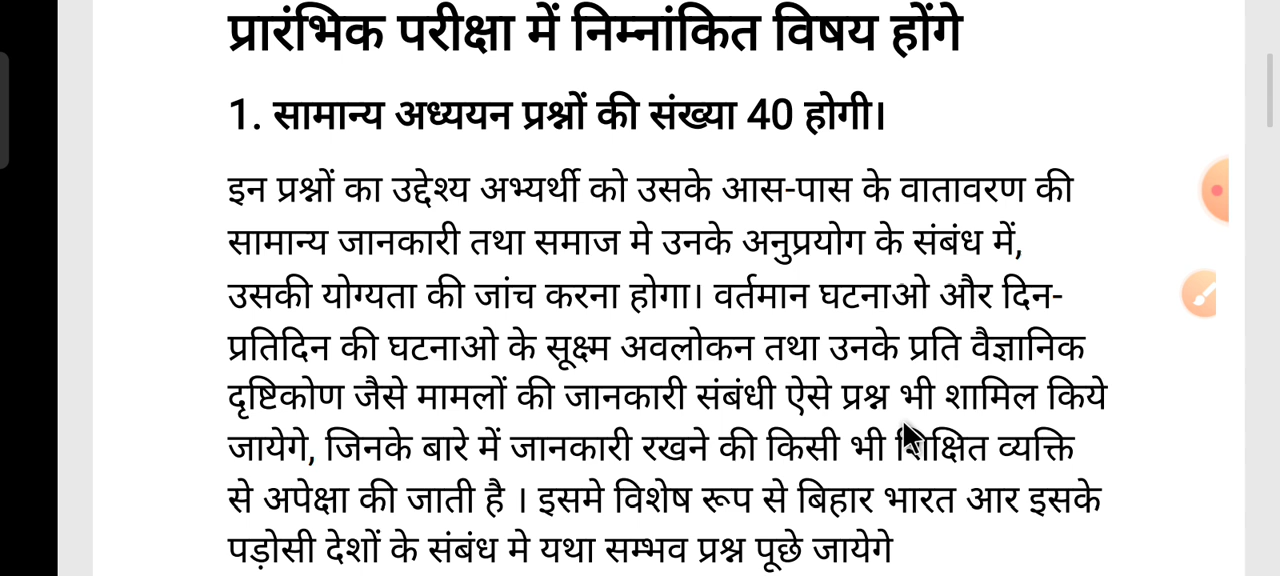 प्रारंभिक परीक्षा में निम्नांकित विषय होंगे
1. सामान्य अध्ययन प्रश्नों की संख्या 40 होगी।
इन प्रश्नों का उद्देश्य अभ्यर्थी को उसके आस-पास के वातावरण की
सामान्य जानकारी तथा समाज मे उनके अनुप्रयोग के संबंध में,
उसकी योग्यता की जांच करना होगा। वर्तमान घटनाओ और दिन-
प्रतिदिन की घटनाओ के सूक्ष्म अवलोकन तथा उनके प्रति वैज्ञानिक
दृष्टिकोण जैसे मामलों की जानकारी संबंधी ऐसे प्रश्न भी शामिल किये
जायेगे, जिनके बारे में जानकारी रखने की किसी भी शिक्षित व्यक्ति
से अपेक्षा की जाती है । इसमे विशेष रूप से बिहार भारत आर इसके
पड़ोसी देशों के संबंध मे यथा सम्भव प्रश्न पूछे जायेगे